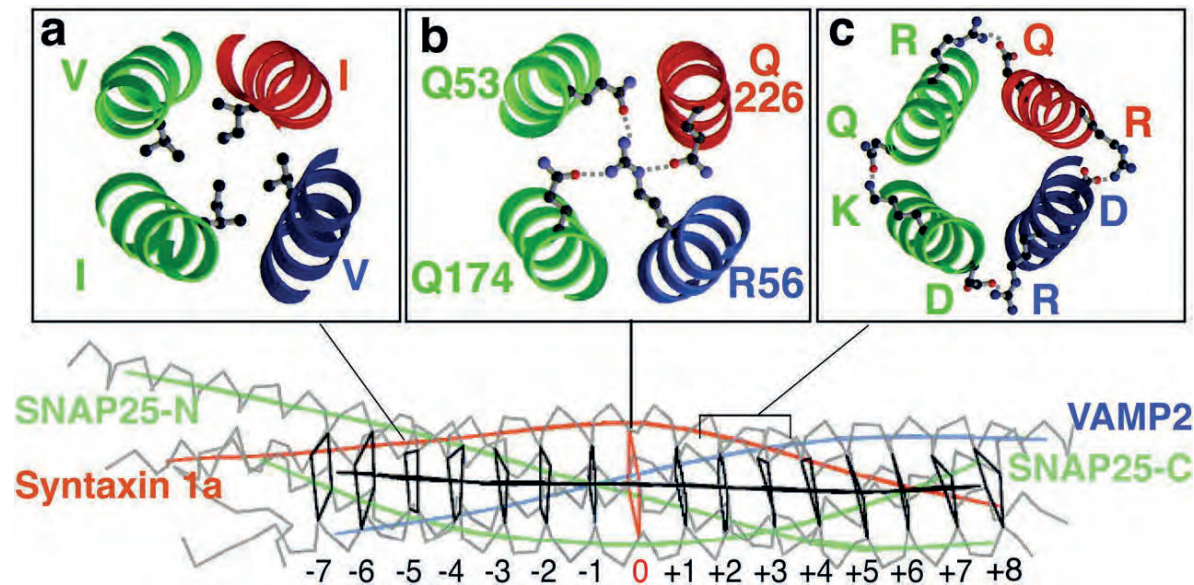 a
V
I
I
V
b
Q53
Q
226
Q174
R56
c
R
Q
Q
R
K
D
D
R
SNAP25-N
Syntaxin 1a
VAMP2
SNAP25-C
-7 -6 -5 -4 -3 -2 -1 0 +1 +2 +3 +4 +5 +6 +7 +8